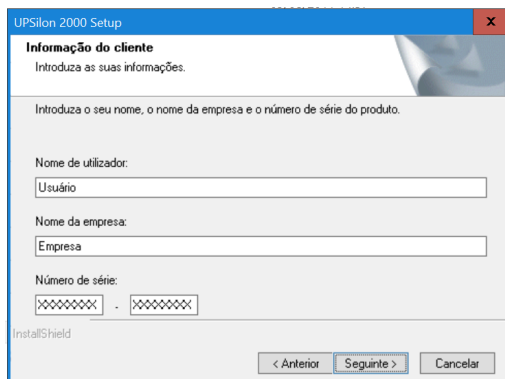 UPSilon 2000 Setup
x
Informação do cliente
Introduza as suas informações.
Introduza o seu nome, o nome da empresa e o número de série do produto.
Nome de utilizador:
Usuário
Nome da empresa:
Empresa
Número de série:
XXXXXXXX - XXXXXXXX
InstallShield
< Anterior Seguinte > Cancelar